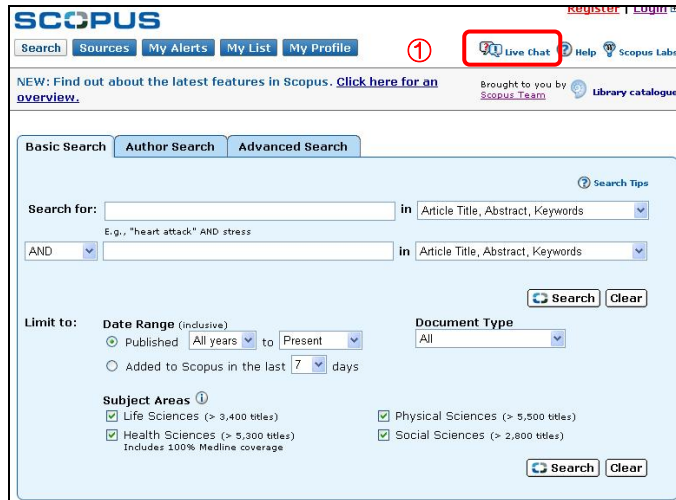 Register | Login
SCOPUS
Search Sources My Alerts My List My Profile ① Live Chat Help Scopus Labs
NEW: Find out about the latest features in Scopus. Click here for an overview.
Brought to you by Scopus Team Library catalogue
Basic Search Author Search Advanced Search
Search Tips
Search for: in Article Title, Abstract, Keywords
E.g., "heart attack" AND stress
AND in Article Title, Abstract, Keywords
Search Clear
Limit to: Date Range (inclusive) Document Type
Published All years to Present All
Added to Scopus in the last 7 days
Subject Areas
Life Sciences (> 3,400 titles) Physical Sciences (> 5,500 titles)
Health Sciences (> 5,300 titles) Social Sciences (> 2,800 titles)
Includes 100% Medline coverage
Search Clear